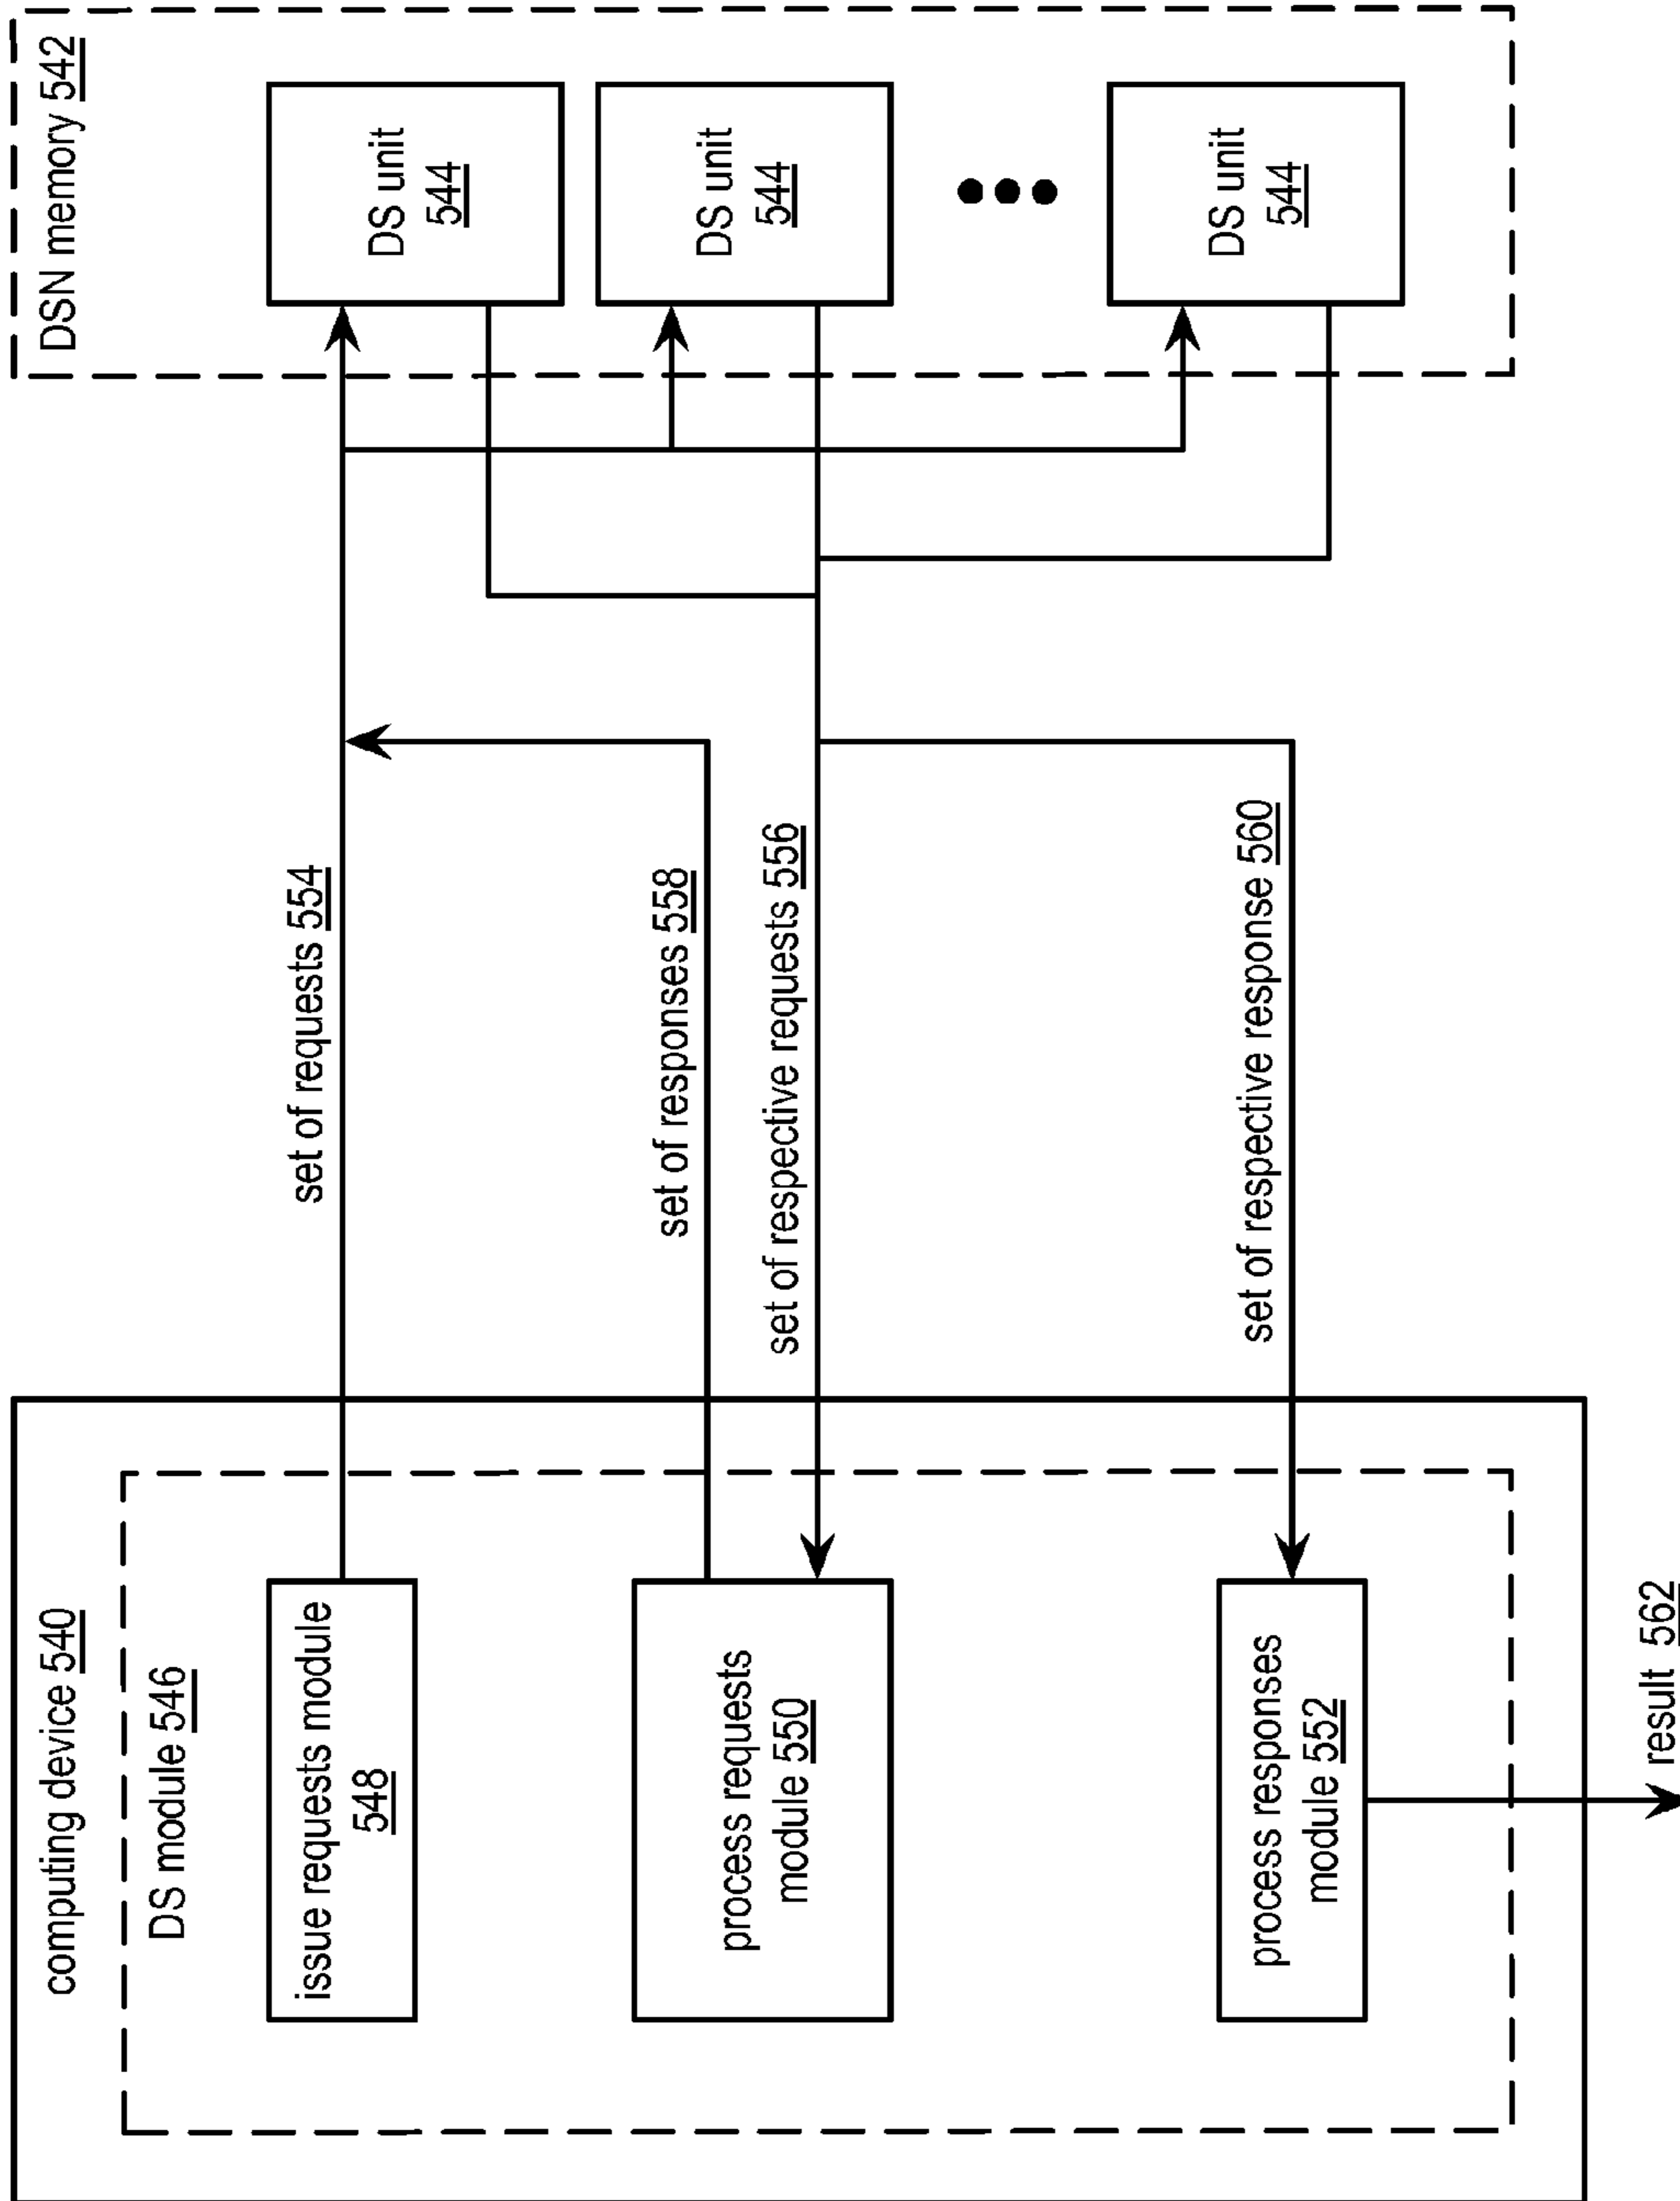 computing device 540
DS module 546
issue requests module
548
process requests
module 550
process responses
module 552
result 562
set of requests 554
set of responses 558
set of respective requests 556
set of respective response 560
DSN memory 542
DS unit
544
DS unit
544
DS unit
544